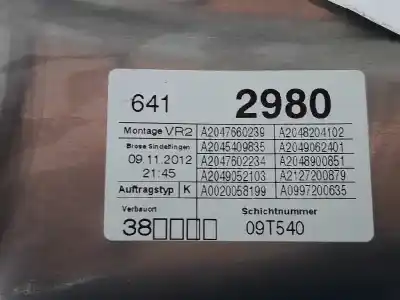 641 2980
Montage VR2 A2047660239 A2048204102
Brose Sindelfingen A2045409835 A2049062401
09.11.2012 A2047602234 A2048900851
21:45 A2049052103 A2127200879
Auftragstyp K A0020058199 A0997200635
Verbauort Schichtnummer
38□□□□ 09T540